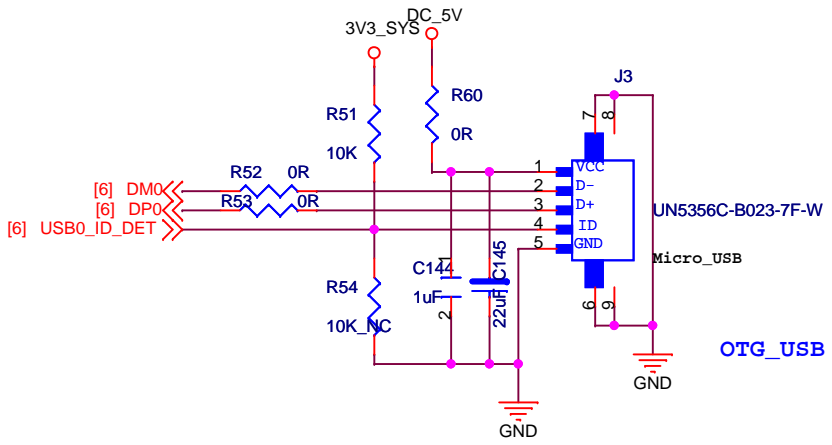 DC_5V
3V3_SYS
J3
R60
0R
R51
10K
7
8
1
VCC
[6] DM0
R52 0R
2
D-
[6] DP0
R53 0R
3
D+
UN5356C-B023-7F-W
[6] USB0_ID_DET
4
ID
5
GND
Micro_USB
R54
10K_NC
C144
1uF
1
2
C145
22uF
6
9
OTG_USB
GND
GND